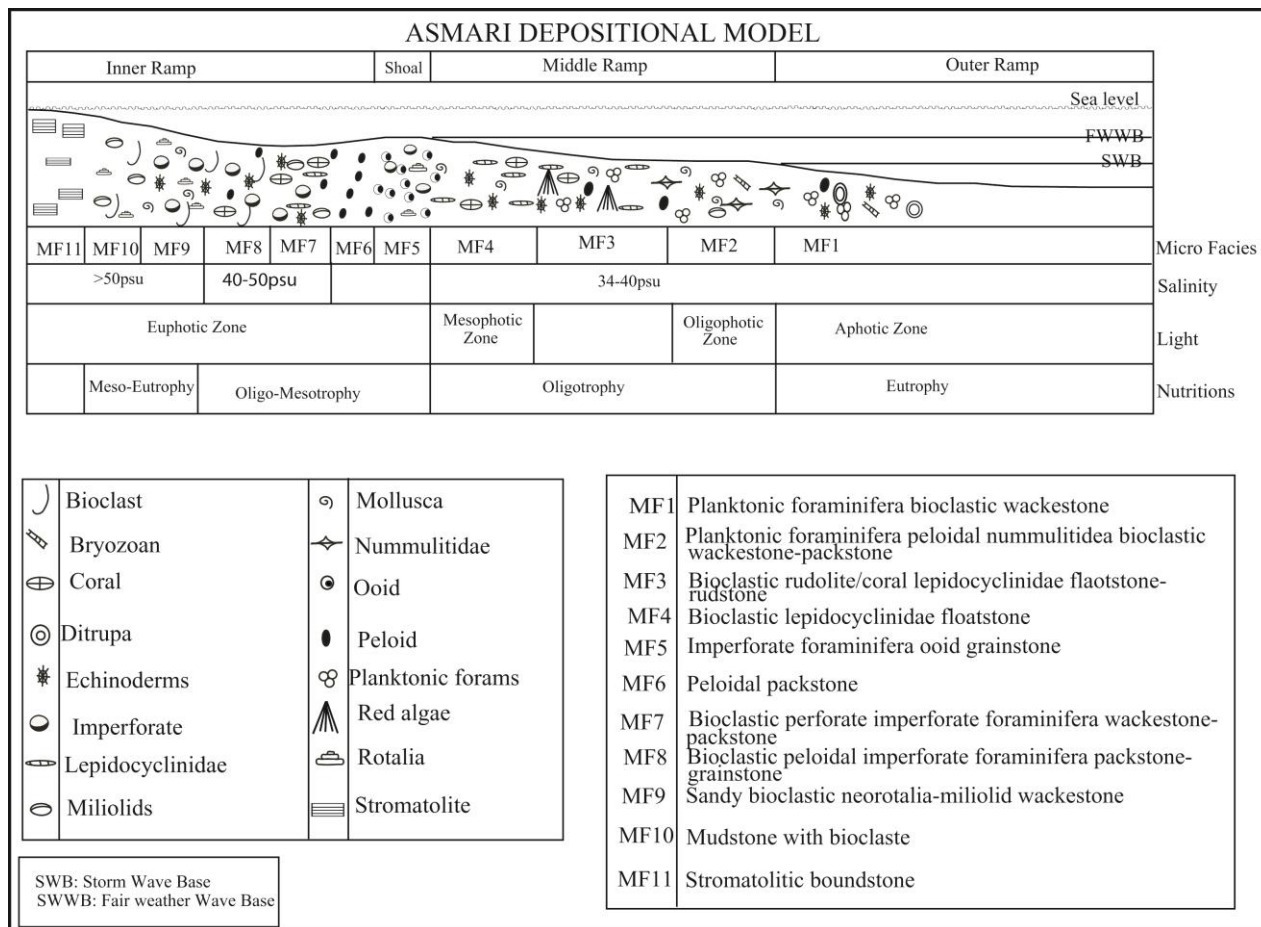 ASMARI DEPOSITIONAL MODEL
Inner Ramp Shoal Middle Ramp Outer Ramp
Sea level
FWWB
SWB
MF11 MF10 MF9 MF8 MF7 MF6 MF5 MF4 MF3 MF2 MF1 Micro Facies
>50psu 40-50psu 34-40psu Salinity
Euphotic Zone Mesophotic Zone Oligophotic Zone Aphotic Zone Light
Meso-Eutrophy Oligo-Mesotrophy Oligotrophy Eutrophy Nutritions
Bioclast
Bryozoan
Coral
Ditrupa
Echinoderms
Imperforate
Lepidocyclinidae
Miliolids
Mollusca
Nummulitidae
Ooid
Peloid
Planktonic forams
Red algae
Rotalia
Stromatolite
SWB: Storm Wave Base
SWWB: Fair weather Wave Base
MF1 Planktonic foraminifera bioclastic wackestone
MF2 Planktonic foraminifera peloidal nummulitidea bioclastic
wackestone-packstone
MF3 Bioclastic rudolite/coral lepidocyclinidae flaotstone-
rudstone
MF4 Bioclastic lepidocyclinidae floatstone
MF5 Imperforate foraminifera ooid grainstone
MF6 Peloidal packstone
MF7 Bioclastic perforate imperforate foraminifera wackestone-
packstone
MF8 Bioclastic peloidal imperforate foraminifera packstone-
grainstone
MF9 Sandy bioclastic neorotalia-miliolid wackestone
MF10 Mudstone with bioclaste
MF11 Stromatolitic boundstone